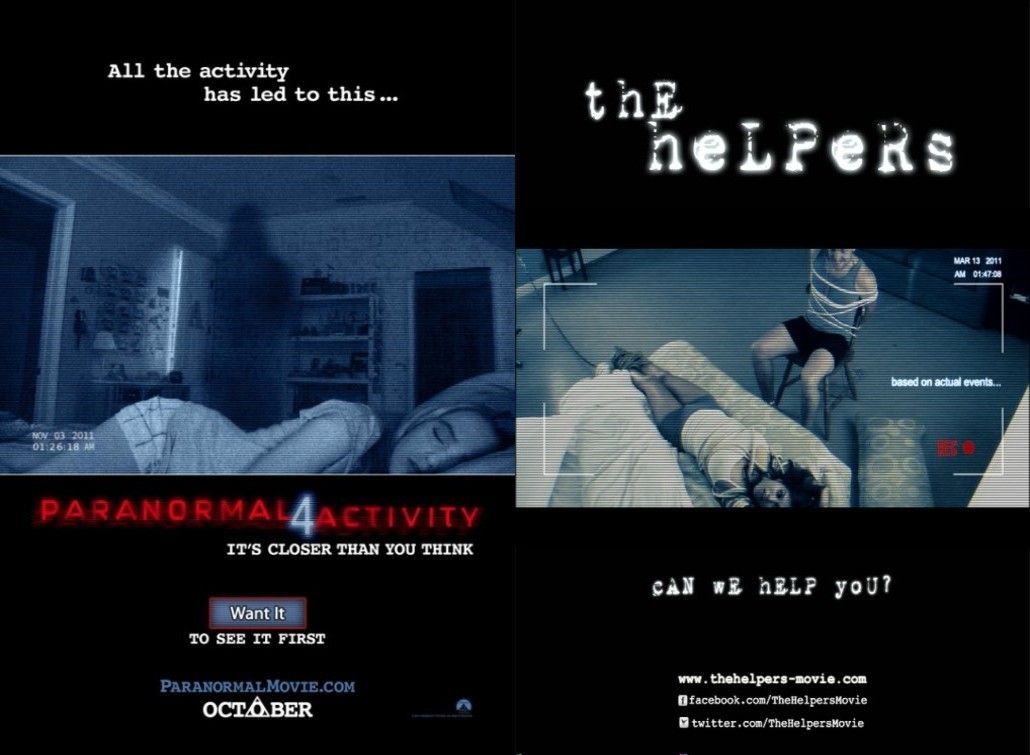 All the activity
has led to this...
NOV 03 2011
01:26:18 AM
PARANORMAL 4 ACTIVITY
IT'S CLOSER THAN YOU THINK
Want It
TO SEE IT FIRST
PARANORMALMOVIE.COM
OCTOBER
thE
heLPeRs
MAR 13 2011
AM 01:47:08
based on actual events...
REC
cAN wE hELP yoU?
www.thehelpers-movie.com
facebook.com/TheHelpersMovie
twitter.com/TheHelpersMovie